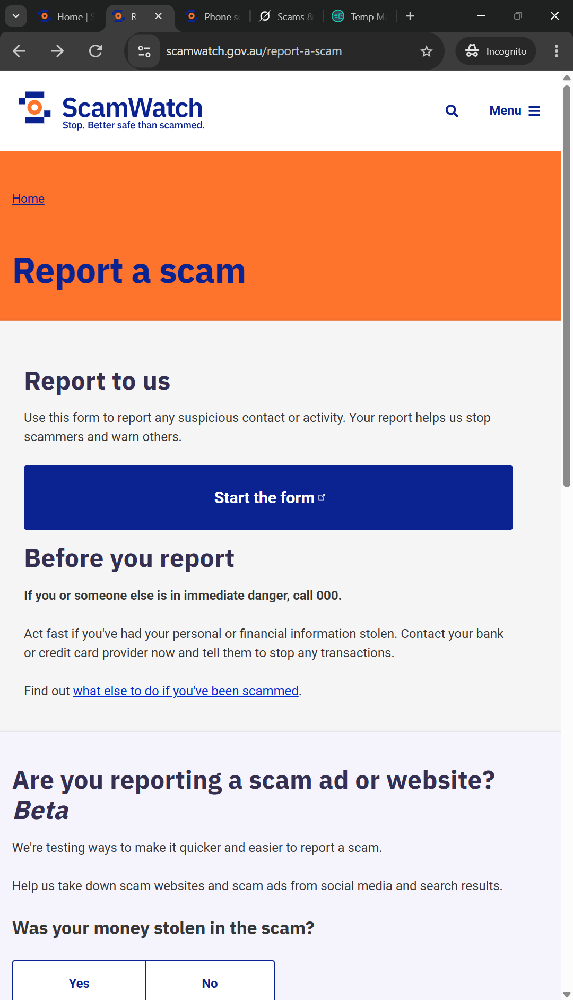 Home |
R
Phone sc
Scams &
Temp M
scamwatch.gov.au/report-a-scam
Incognito
ScamWatch
Stop. Better safe than scammed.
Menu
Home
Report a scam
Report to us
Use this form to report any suspicious contact or activity. Your report helps us stop
scammers and warn others.
Start the form
Before you report
If you or someone else is in immediate danger, call 000.
Act fast if you've had your personal or financial information stolen. Contact your bank
or credit card provider now and tell them to stop any transactions.
Find out what else to do if you've been scammed.
Are you reporting a scam ad or website?
Beta
We're testing ways to make it quicker and easier to report a scam.
Help us take down scam websites and scam ads from social media and search results.
Was your money stolen in the scam?
Yes
No